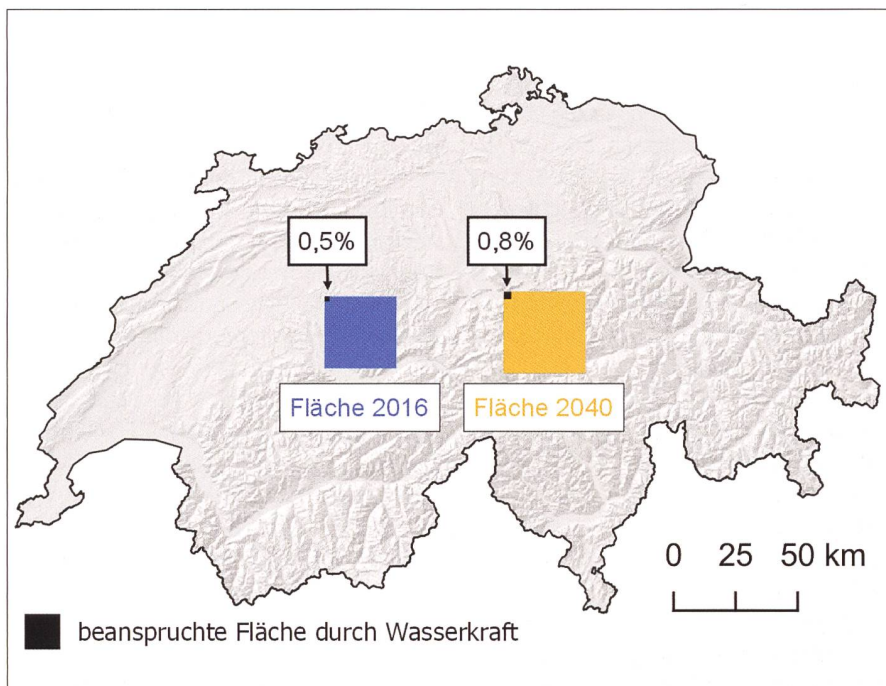 0,5%
0,8%
Fläche 2016
Fläche 2040
0 25 50 km
beanspruchte Fläche durch Wasserkraft